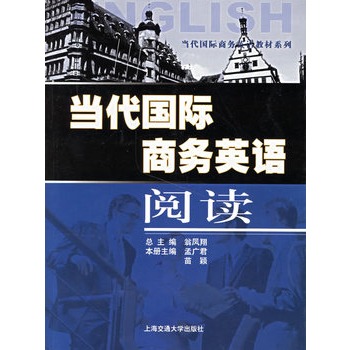 ENGLISH
当代国际商务英语教材系列
当代国际
商务英语
阅读
总主编 翁凤翔
本册主编 孟广君
苗颖
上海交通大学出版社